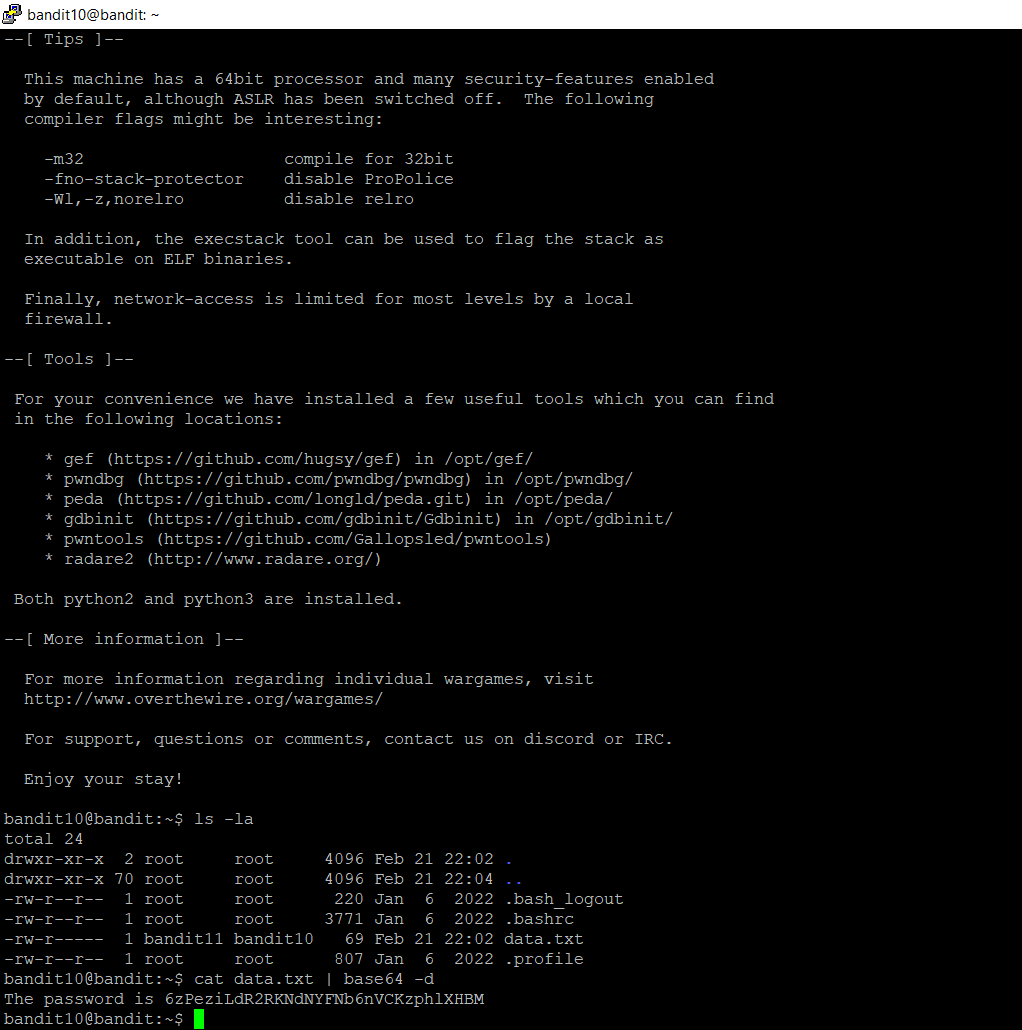 bandit10@bandit: ~
--[ Tips ]--
This machine has a 64bit processor and many security-features enabled
by default, although ASLR has been switched off.  The following
compiler flags might be interesting:
-m32                    compile for 32bit
-fno-stack-protector    disable ProPolice
-Wl,-z,norelro          disable relro
In addition, the execstack tool can be used to flag the stack as
executable on ELF binaries.
Finally, network-access is limited for most levels by a local
firewall.
--[ Tools ]--
For your convenience we have installed a few useful tools which you can find
in the following locations:
* gef (https://github.com/hugsy/gef) in /opt/gef/
* pwndbg (https://github.com/pwndbg/pwndbg) in /opt/pwndbg/
* peda (https://github.com/longld/peda.git) in /opt/peda/
* gdbinit (https://github.com/gdbinit/Gdbinit) in /opt/gdbinit/
* pwntools (https://github.com/Gallopsled/pwntools)
* radare2 (http://www.radare.org/)
Both python2 and python3 are installed.
--[ More information ]--
For more information regarding individual wargames, visit
http://www.overthewire.org/wargames/
For support, questions or comments, contact us on discord or IRC.
Enjoy your stay!
bandit10@bandit:~$ ls -la
total 24
drwxr-xr-x  2 root     root     4096 Feb 21 22:02 .
drwxr-xr-x 70 root     root     4096 Feb 21 22:04 ..
-rw-r--r--  1 root     root      220 Jan  6  2022 .bash_logout
-rw-r--r--  1 root     root     3771 Jan  6  2022 .bashrc
-rw-r-----  1 bandit11 bandit10   69 Feb 21 22:02 data.txt
-rw-r--r--  1 root     root      807 Jan  6  2022 .profile
bandit10@bandit:~$ cat data.txt | base64 -d
The password is 6zPeziLdR2RKNdNYFNb6nVCKzphlXHBM
bandit10@bandit:~$